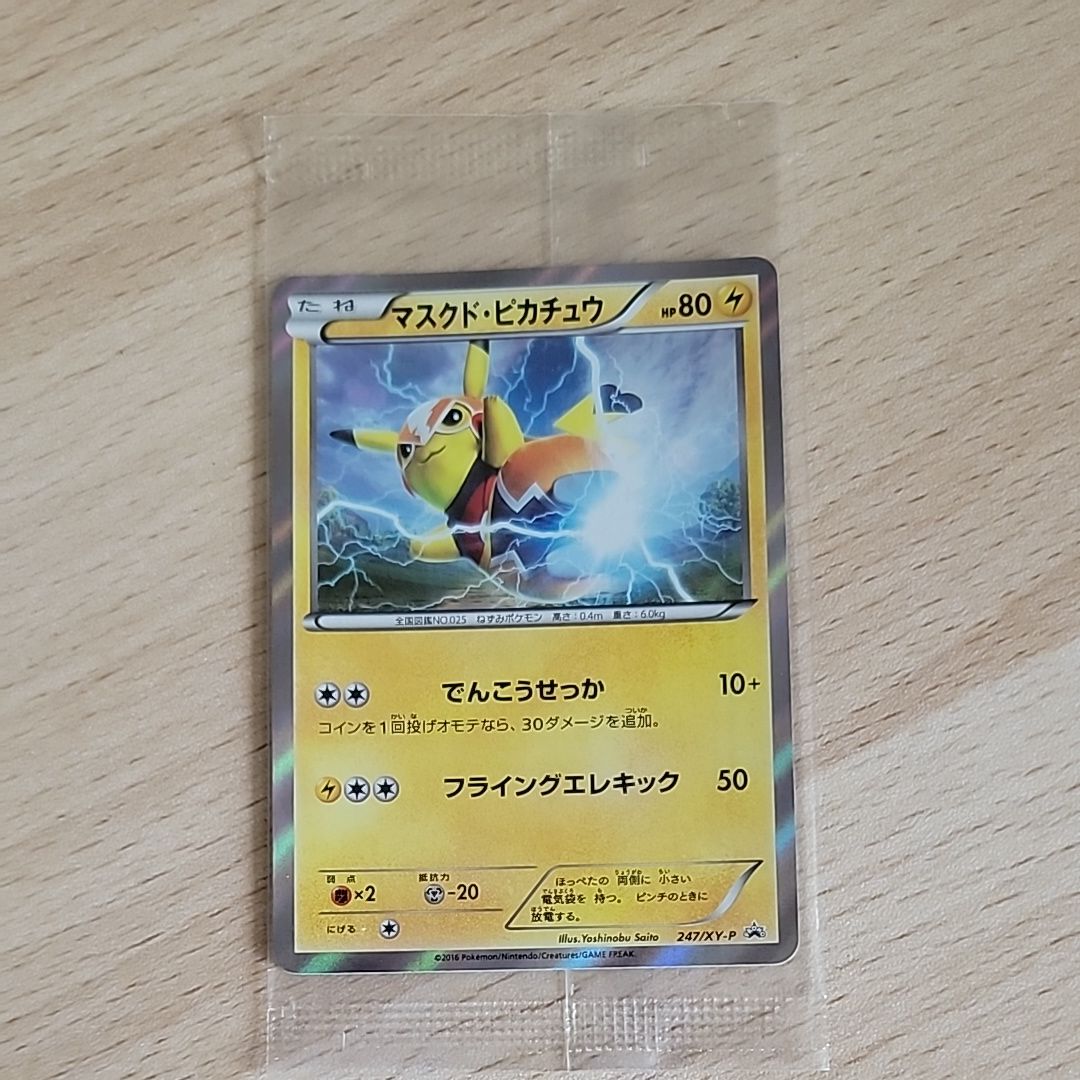 たね マスクド・ピカチュウ HP80
全国図鑑NO.025 ねずみポケモン 高さ：0.4m 重さ：6.0kg
でんこうせっか 10+
コインを1回投げオモテなら、30ダメージを追加。
フライングエレキック 50
弱点 抵抗力
×2 -20
にげる
ほっぺたの 両側に 小さい
電気袋を 持つ。 ピンチのときに
放電する。
Illus. Yoshinobu Saito 247/XY-P
©2016 Pokémon/Nintendo/Creatures/GAME FREAK.